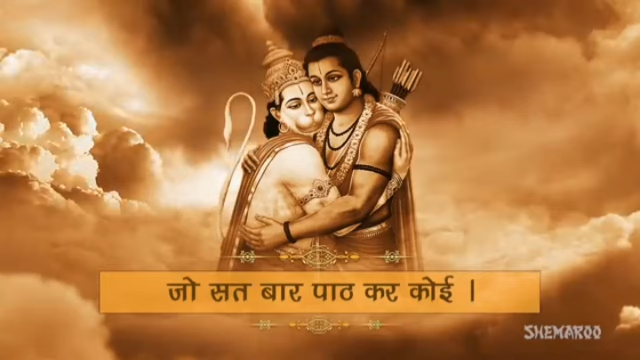 जो सत बार पाठ कर कोई ।
SHEMAROO